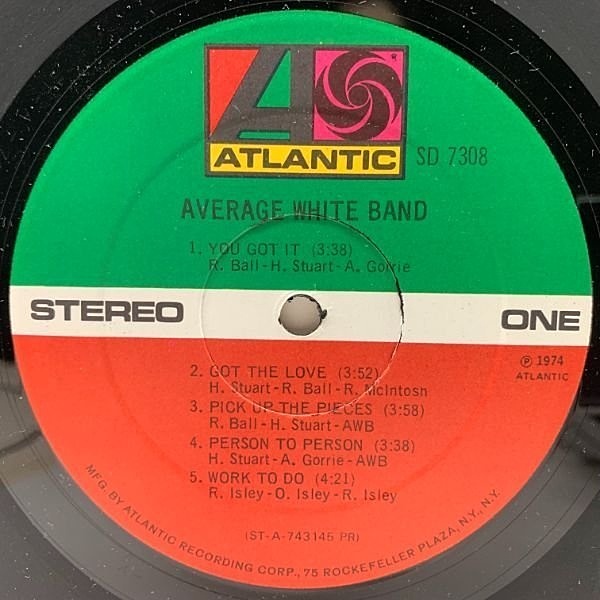 ATLANTIC SD 7308
AVERAGE WHITE BAND
1. YOU GOT IT (3:38)
R. Ball-H. Stuart-A. Gorrie
STEREO ONE
℗ 1974
ATLANTIC
2. GOT THE LOVE (3:52)
H. Stuart-R. Ball-R. McIntosh
3. PICK UP THE PIECES (3:58)
R. Ball-H. Stuart-AWB
4. PERSON TO PERSON (3:38)
H. Stuart-A. Gorrie-AWB
5. WORK TO DO (4:21)
R. Isley-O. Isley-R. Isley
(ST-A-743145 PR)
MFG. BY ATLANTIC RECORDING CORP., 75 ROCKEFELLER PLAZA, N.Y., N.Y.